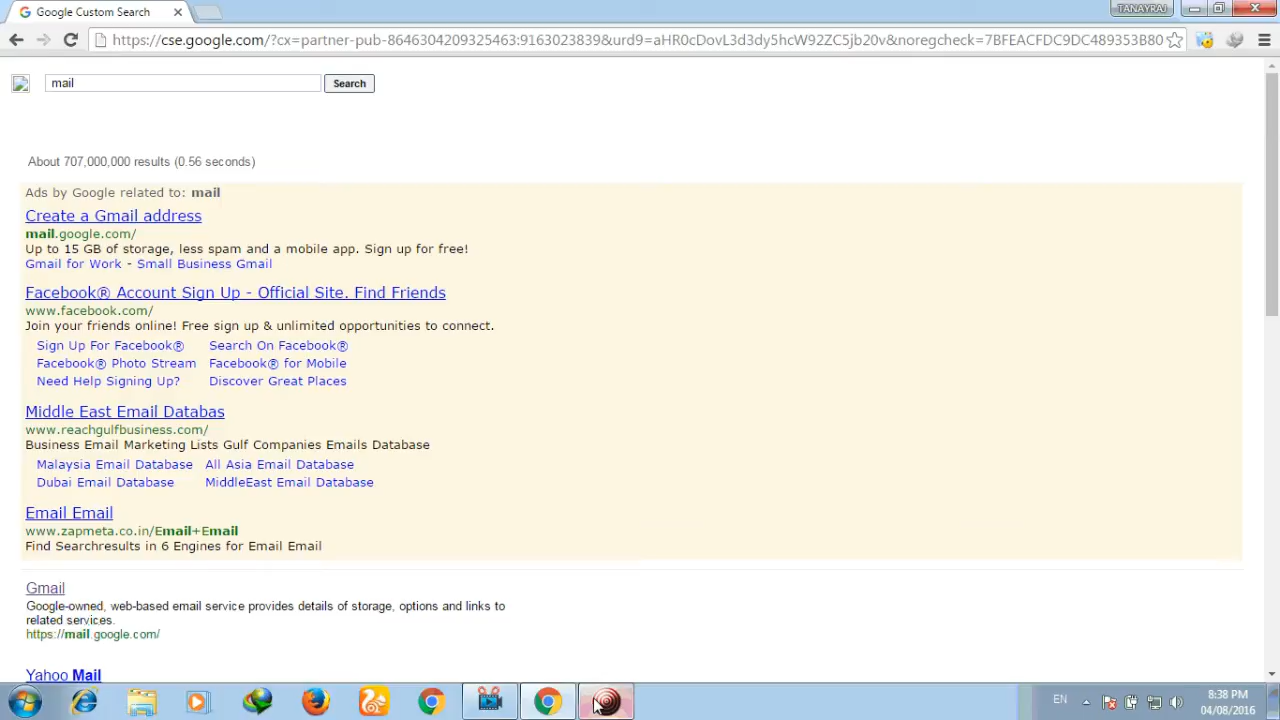 Google Custom Search
TANAYRAJ
https://cse.google.com/?cx=partner-pub-8646304209325463:9163023839&urd9=aHR0cDovL3d3dy5hcW92ZC5jb20v&noregcheck=7BFEACFDC9DC489353B80
mail
Search
About 707,000,000 results (0.56 seconds)
Ads by Google related to: mail
Create a Gmail address
mail.google.com/
Up to 15 GB of storage, less spam and a mobile app. Sign up for free!
Gmail for Work - Small Business Gmail
Facebook® Account Sign Up - Official Site. Find Friends
www.facebook.com/
Join your friends online! Free sign up & unlimited opportunities to connect.
Sign Up For Facebook® Search On Facebook®
Facebook® Photo Stream Facebook® for Mobile
Need Help Signing Up? Discover Great Places
Middle East Email Databas
www.reachgulfbusiness.com/
Business Email Marketing Lists Gulf Companies Emails Database
Malaysia Email Database All Asia Email Database
Dubai Email Database MiddleEast Email Database
Email Email
www.zapmeta.co.in/Email+Email
Find Searchresults in 6 Engines for Email Email
Gmail
Google-owned, web-based email service provides details of storage, options and links to
related services.
https://mail.google.com/
Yahoo Mail
EN
8:38 PM
04/08/2016